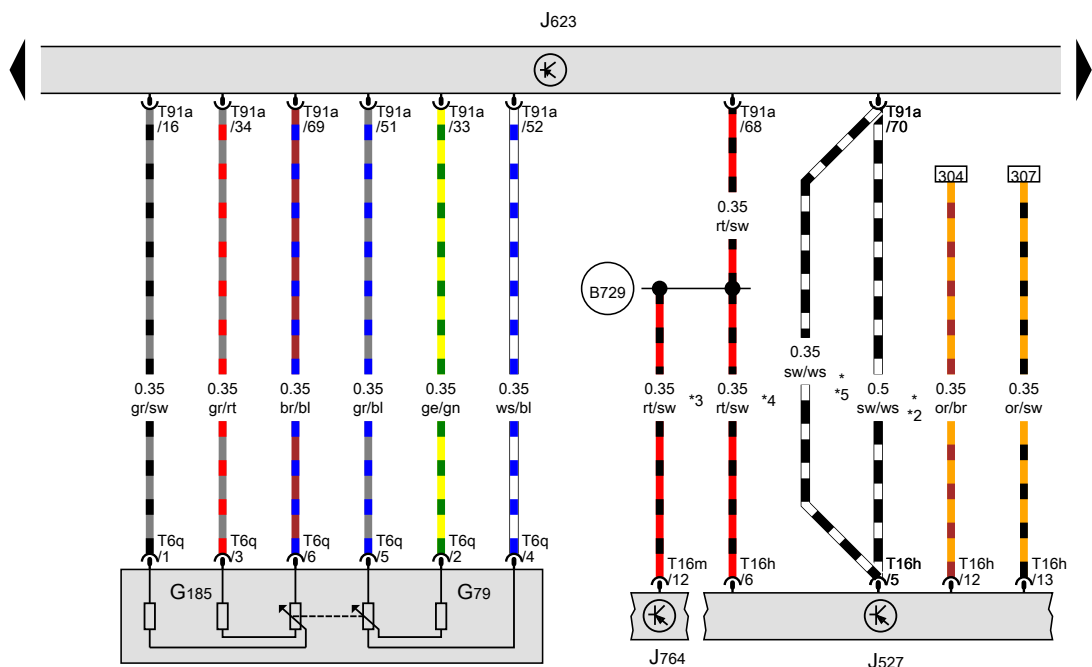 J623
T91a
/16
T91a
/34
T91a
/69
T91a
/51
T91a
/33
T91a
/52
T91a
/68
T91a
/70
304
307
0.35
rt/sw
B729
0.35
sw/ws
*
*5
0.35
gr/sw
0.35
gr/rt
0.35
br/bl
0.35
gr/bl
0.35
ge/gn
0.35
ws/bl
0.35
rt/sw
*3
0.35
rt/sw
*4
0.5
sw/ws
*
*2
0.35
or/br
0.35
or/sw
T6q
/1
T6q
/3
T6q
/6
T6q
/5
T6q
/2
T6q
/4
T16m
/12
T16h
/6
T16h
/5
T16h
/12
T16h
/13
G185
G79
J764
J527